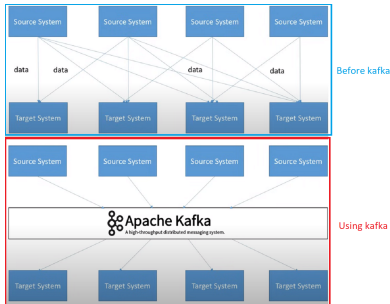 Source System Source System Source System Source System
data data data data
Before kafka
Target System Target System Target System Target System
Source System Source System Source System Source System
Apache Kafka
A high-throughput distributed messaging system.
Using kafka
Target System Target System Target System Target System